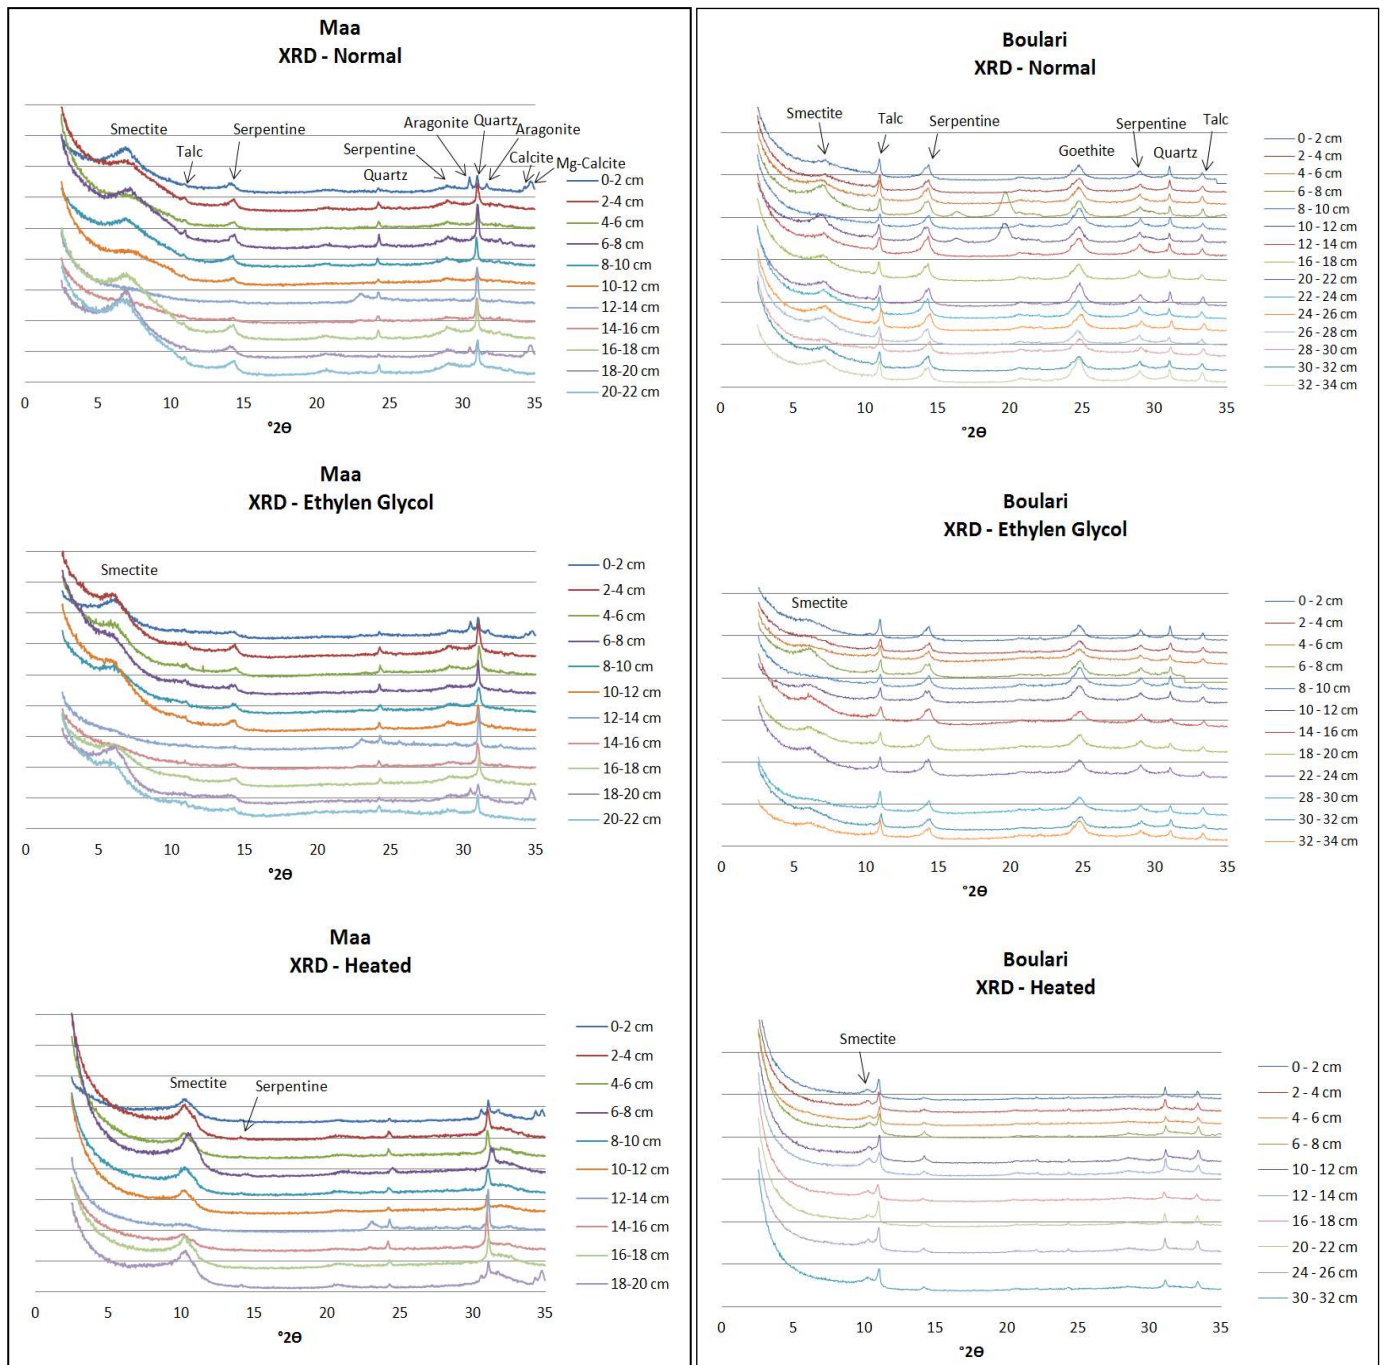 Maa
XRD - Normal
Smectite
Talc
Serpentine
Serpentine
Quartz
Aragonite
Quartz
Aragonite
Calcite
Mg-Calcite
0-2 cm
2-4 cm
4-6 cm
6-8 cm
8-10 cm
10-12 cm
12-14 cm
14-16 cm
16-18 cm
18-20 cm
20-22 cm
0 5 10 15 20 25 30 35
°2Θ
Maa
XRD - Ethylen Glycol
Smectite
0-2 cm
2-4 cm
4-6 cm
6-8 cm
8-10 cm
10-12 cm
12-14 cm
14-16 cm
16-18 cm
18-20 cm
20-22 cm
0 5 10 15 20 25 30 35
°2Θ
Maa
XRD - Heated
Smectite
Serpentine
0-2 cm
2-4 cm
4-6 cm
6-8 cm
8-10 cm
10-12 cm
12-14 cm
14-16 cm
16-18 cm
18-20 cm
0 5 10 15 20 25 30 35
°2Θ
Boulari
XRD - Normal
Smectite
Talc
Serpentine
Goethite
Serpentine
Quartz
Talc
0 - 2 cm
2 - 4 cm
4 - 6 cm
6 - 8 cm
8 - 10 cm
10 - 12 cm
12 - 14 cm
16 - 18 cm
20 - 22 cm
22 - 24 cm
24 - 26 cm
26 - 28 cm
28 - 30 cm
30 - 32 cm
32 - 34 cm
0 5 10 15 20 25 30 35
°2Θ
Boulari
XRD - Ethylen Glycol
Smectite
0 - 2 cm
2 - 4 cm
4 - 6 cm
6 - 8 cm
8 - 10 cm
10 - 12 cm
14 - 16 cm
18 - 20 cm
22 - 24 cm
28 - 30 cm
30 - 32 cm
32 - 34 cm
0 5 10 15 20 25 30 35
°2Θ
Boulari
XRD - Heated
Smectite
0 - 2 cm
2 - 4 cm
4 - 6 cm
6 - 8 cm
10 - 12 cm
12 - 14 cm
16 - 18 cm
20 - 22 cm
24 - 26 cm
30 - 32 cm
0 5 10 15 20 25 30 35
°2Θ